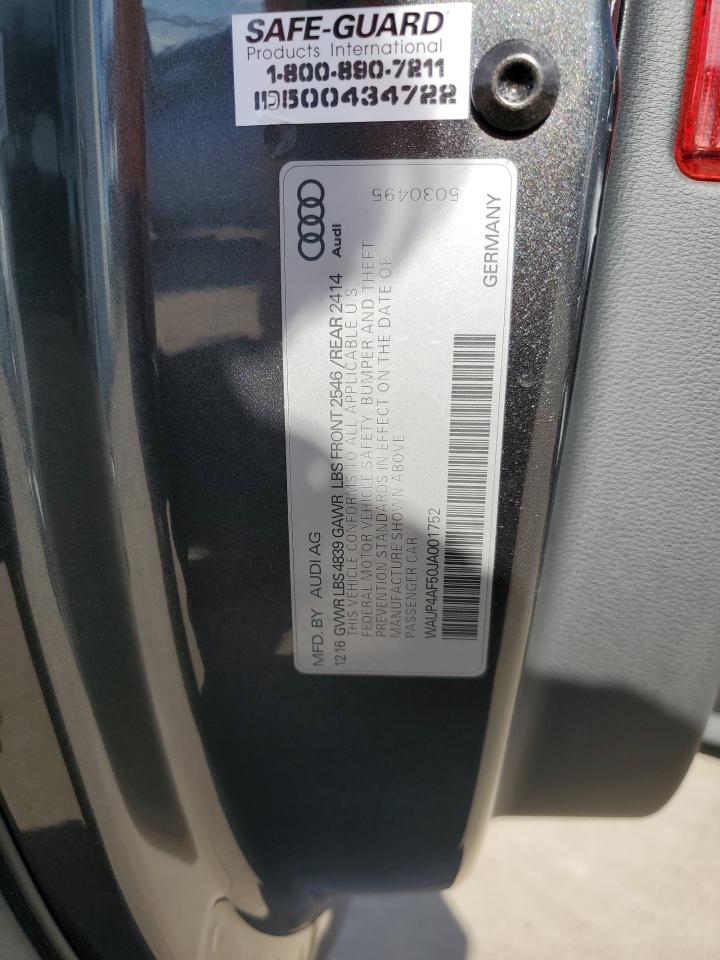 SAFE-GUARD
Products International
1-800-890-7211
ID500434722
5030495
Audi
MFD. BY AUDI AG
12 16 GVWR LBS 4839 GAWR LBS FRONT 2546 /REAR 2414
THIS VEHICLE CONFORMS TO ALL APPLICABLE U S
FEDERAL MOTOR VEHICLE SAFETY, BUMPER AND THEFT
PREVENTION STANDARDS IN EFFECT ON THE DATE OF
MANUFACTURE SHOWN ABOVE
PASSENGER CAR
WAUP4AF50JA001752
GERMANY